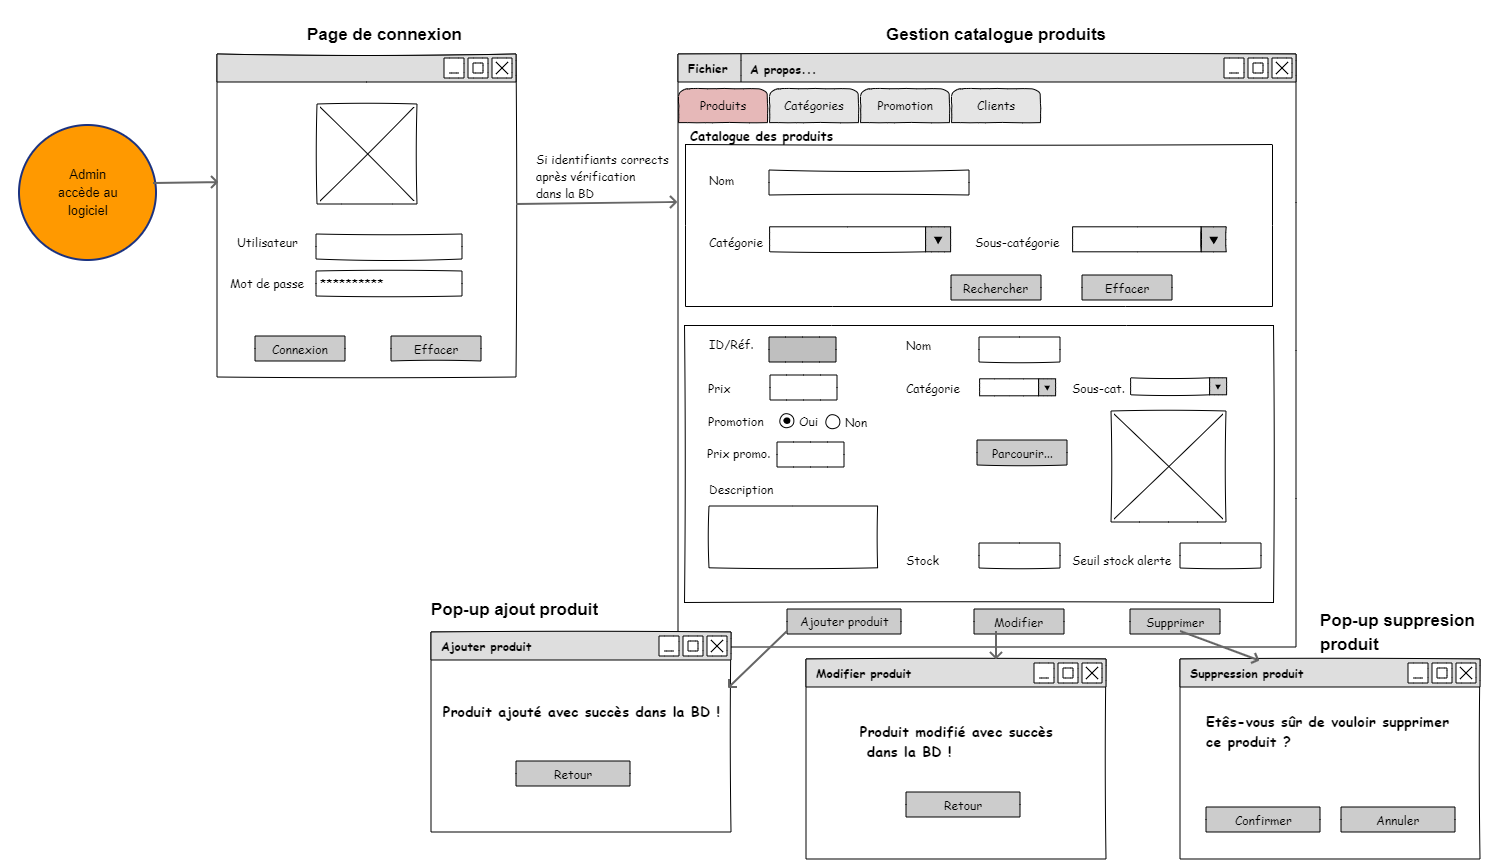 Page de connexion
Gestion catalogue produits
Fichier
A propos...
Produits
Catégories
Promotion
Clients
Catalogue des produits
Admin
accède au
logiciel
Si identifiants corrects
après vérification
dans la BD
Nom
Utilisateur
Catégorie
Sous-catégorie
Mot de passe
**********
Rechercher
Effacer
Connexion
Effacer
ID/Réf.
Nom
Prix
Catégorie
Sous-cat.
Promotion
Oui
Non
Prix promo.
Parcourir...
Description
Stock
Seuil stock alerte
Ajouter produit
Modifier
Supprimer
Pop-up ajout produit
Ajouter produit
Produit ajouté avec succès dans la BD !
Retour
Modifier produit
Produit modifié avec succès
dans la BD !
Retour
Pop-up suppresion
produit
Suppression produit
Etês-vous sûr de vouloir supprimer
ce produit ?
Confirmer
Annuler